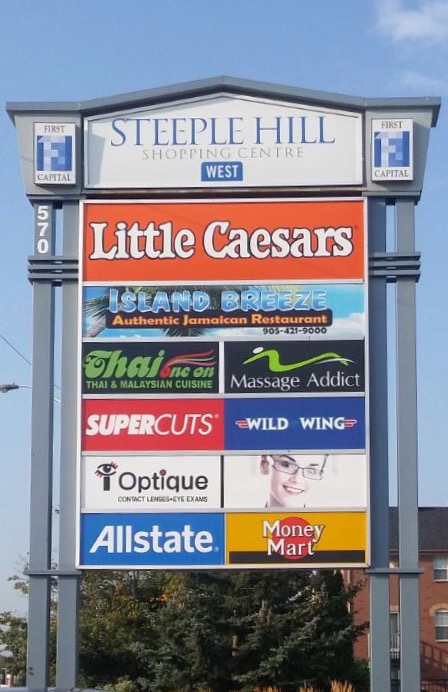 STEEPLE HILL
SHOPPING CENTRE
WEST
FIRST
CAPITAL
FIRST
CAPITAL
570
Little Caesars
ISLAND BREEZE
Authentic Jamaican Restaurant
905-421-9000
Thai one on
THAI & MALAYSIAN CUISINE
Massage Addict
SUPERCUTS®
WILD WING
iOptique
CONTACT LENSES•EYE EXAMS
Allstate®
Money
Mart